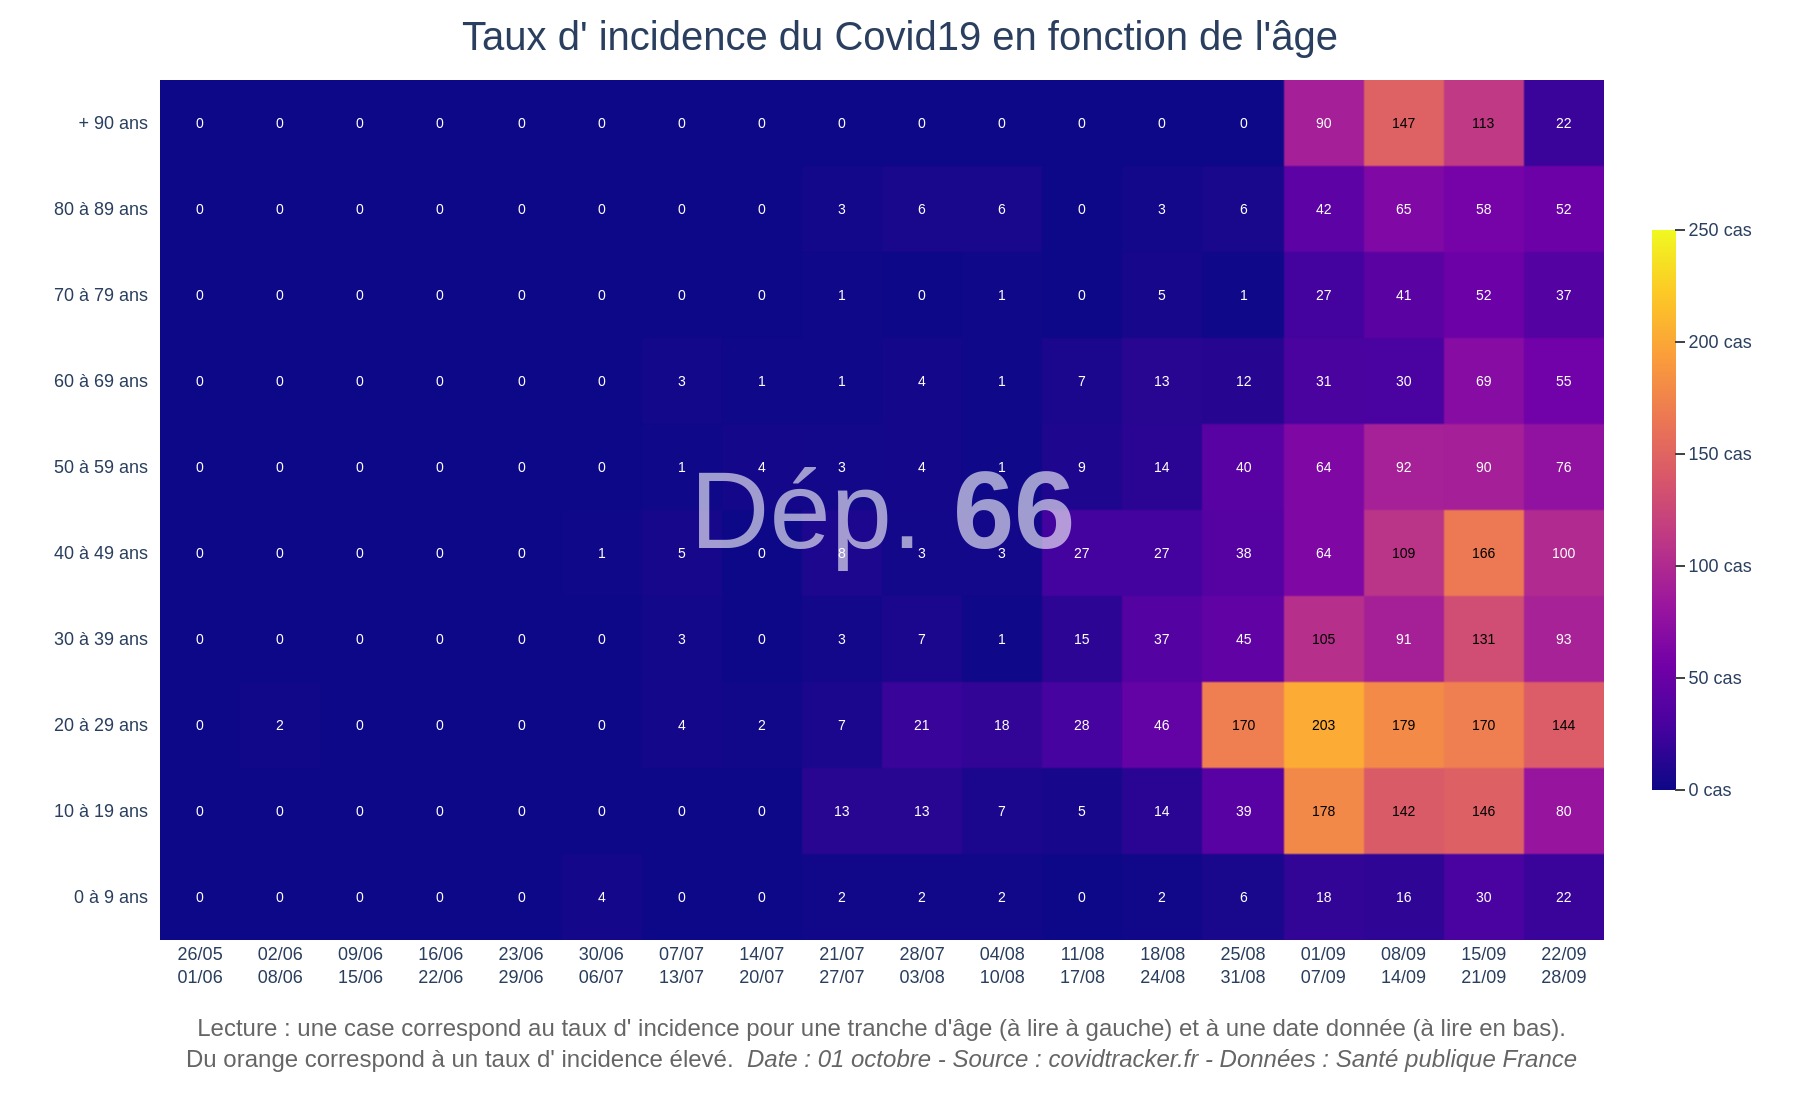 Taux d' incidence du Covid19 en fonction de l'âge
+ 90 ans 0 0 0 0 0 0 0 0 0 0 0 0 0 0 90 147 113 22
80 à 89 ans 0 0 0 0 0 0 0 0 3 6 6 0 3 6 42 65 58 52
70 à 79 ans 0 0 0 0 0 0 0 0 1 0 1 0 5 1 27 41 52 37
60 à 69 ans 0 0 0 0 0 0 3 1 1 4 1 7 13 12 31 30 69 55
50 à 59 ans 0 0 0 0 0 0 1 4 3 4 1 9 14 40 64 92 90 76
Dép. 66
40 à 49 ans 0 0 0 0 0 1 5 0 8 3 3 27 27 38 64 109 166 100
30 à 39 ans 0 0 0 0 0 0 3 0 3 7 1 15 37 45 105 91 131 93
20 à 29 ans 0 2 0 0 0 0 4 2 7 21 18 28 46 170 203 179 170 144
10 à 19 ans 0 0 0 0 0 0 0 0 13 13 7 5 14 39 178 142 146 80
0 à 9 ans 0 0 0 0 0 4 0 0 2 2 2 0 2 6 18 16 30 22
26/05 02/06 09/06 16/06 23/06 30/06 07/07 14/07 21/07 28/07 04/08 11/08 18/08 25/08 01/09 08/09 15/09 22/09
01/06 08/06 15/06 22/06 29/06 06/07 13/07 20/07 27/07 03/08 10/08 17/08 24/08 31/08 07/09 14/09 21/09 28/09
250 cas
200 cas
150 cas
100 cas
50 cas
0 cas
Lecture : une case correspond au taux d' incidence pour une tranche d'âge (à lire à gauche) et à une date donnée (à lire en bas).
Du orange correspond à un taux d' incidence élevé. Date : 01 octobre - Source : covidtracker.fr - Données : Santé publique France